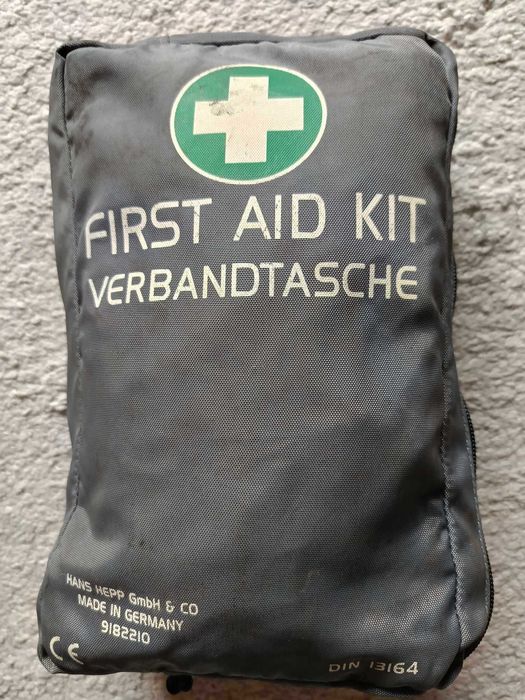 FIRST AID KIT
VERBANDTASCHE
HANS HEPP GmbH & CO
MADE IN GERMANY
9182210
CE
DIN 13164